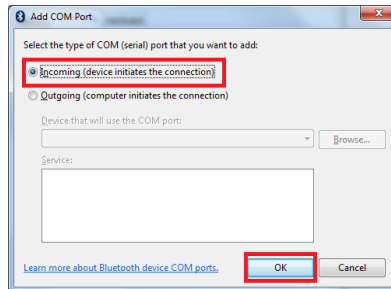 Add COM Port
Select the type of COM (serial) port that you want to add:
Incoming (device initiates the connection)
Outgoing (computer initiates the connection)
Device that will use the COM port:
Browse...
Service:
Learn more about Bluetooth device COM ports.
OK
Cancel